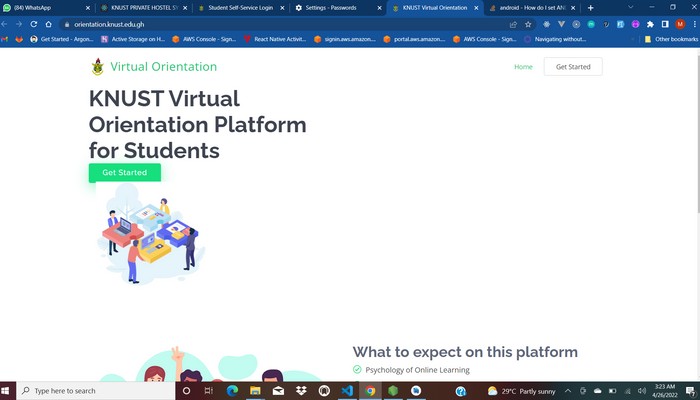 (84) WhatsApp
KNUST PRIVATE HOSTEL SY
Student Self-Service Login
Settings - Passwords
KNUST Virtual Orientation
android - How do I set AN
orientation.knust.edu.gh
Get Started - Argon...
Active Storage on H...
AWS Console - Sign...
React Native Activit...
signin.aws.amazon....
portal.aws.amazon....
AWS Console - Sign...
Navigating without...
Other bookmarks
Virtual Orientation
Home
Get Started
KNUST Virtual
Orientation Platform
for Students
Get Started
What to expect on this platform
Psychology of Online Learning
Type here to search
29°C Partly sunny
3:23 AM
4/26/2022